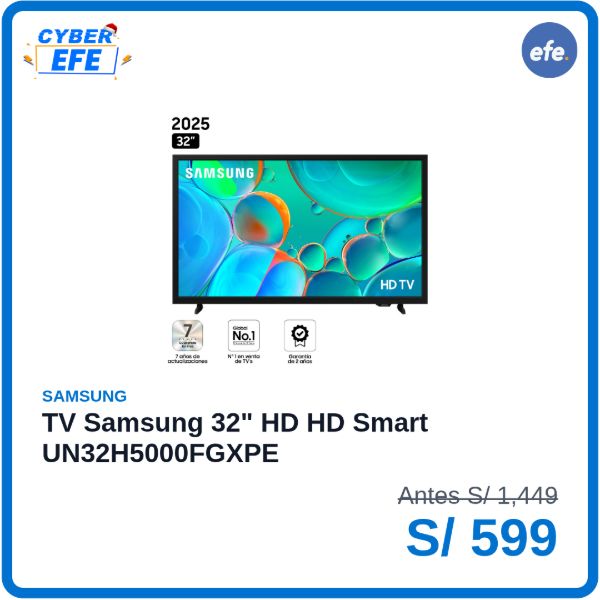 CYBER
EFE
efe.
2025
32"
SAMSUNG
HD TV
7
Global
No.1
7 años de
actualizaciones
N° 1 en venta
de TV's
Garantía
de 2 años
SAMSUNG
TV Samsung 32" HD HD Smart
UN32H5000FGXPE
Antes S/ 1,449
S/ 599